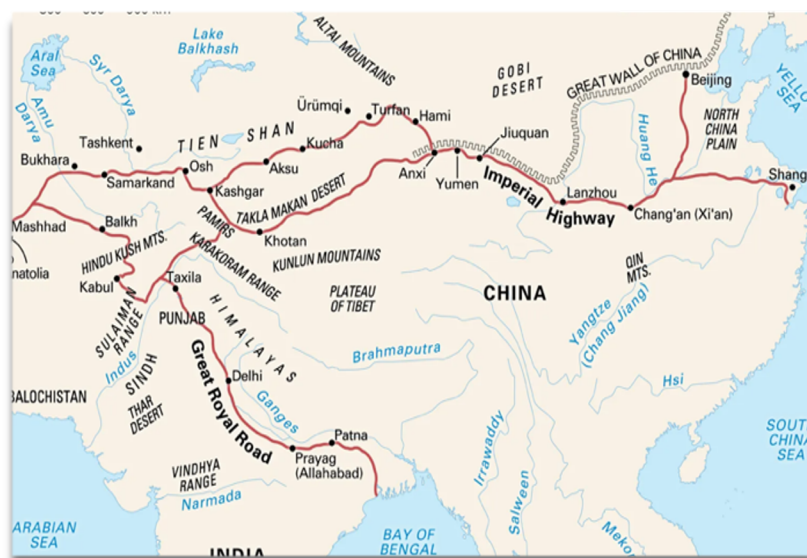 Lake
Balkhash
ALTAI MOUNTAINS
Aral
Sea
Syr Darya
Amu
Darya
GOBI
DESERT
GREAT WALL OF CHINA
Beijing
YELLOW
SEA
Ürümqi
Turfan
Hami
Tashkent
TIEN SHAN
Kucha
Jiuquan
Huang He
NORTH
CHINA
PLAIN
Bukhara
Samarkand
Osh
Aksu
Anxi
Yumen
Imperial Highway
Lanzhou
Chang'an (Xi'an)
Shang
Kashgar
TAKLA MAKAN DESERT
PAMIRS
Khotan
Mashhad
Balkh
HINDU KUSH MTS.
KARAKORAM RANGE
KUNLUN MOUNTAINS
QIN
MTS.
natolia
Kabul
Taxila
PLATEAU
OF TIBET
CHINA
Yangtze
(Chang Jiang)
SULAIMAN
RANGE
PUNJAB
HIMALAYAS
Indus
SINDH
Great Royal Road
Brahmaputra
BALOCHISTAN
THAR
DESERT
Delhi
Ganges
Hsi
Patna
Prayag
(Allahabad)
Irrawaddy
Salween
SOUTH
CHINA
SEA
VINDHYA
RANGE
Narmada
Meko
ARABIAN
SEA
INDIA
BAY OF
BENGAL